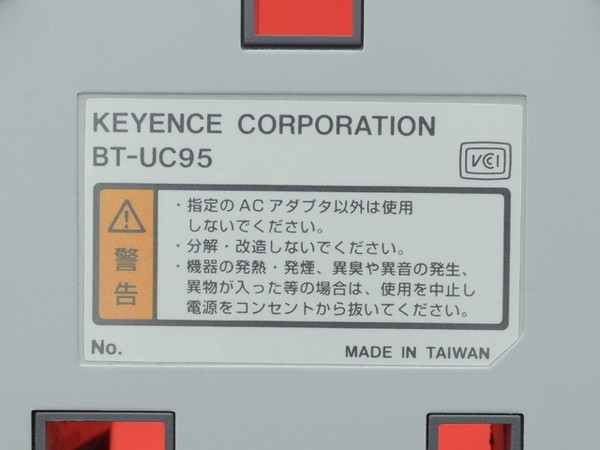 KEYENCE CORPORATION
BT-UC95
VCI
警告
・指定のACアダプタ以外は使用
しないでください。
・分解・改造しないでください。
・機器の発熱・発煙、異臭や異音の発生、
異物が入った等の場合は、使用を中止し
電源をコンセントから抜いてください。
No.
MADE IN TAIWAN